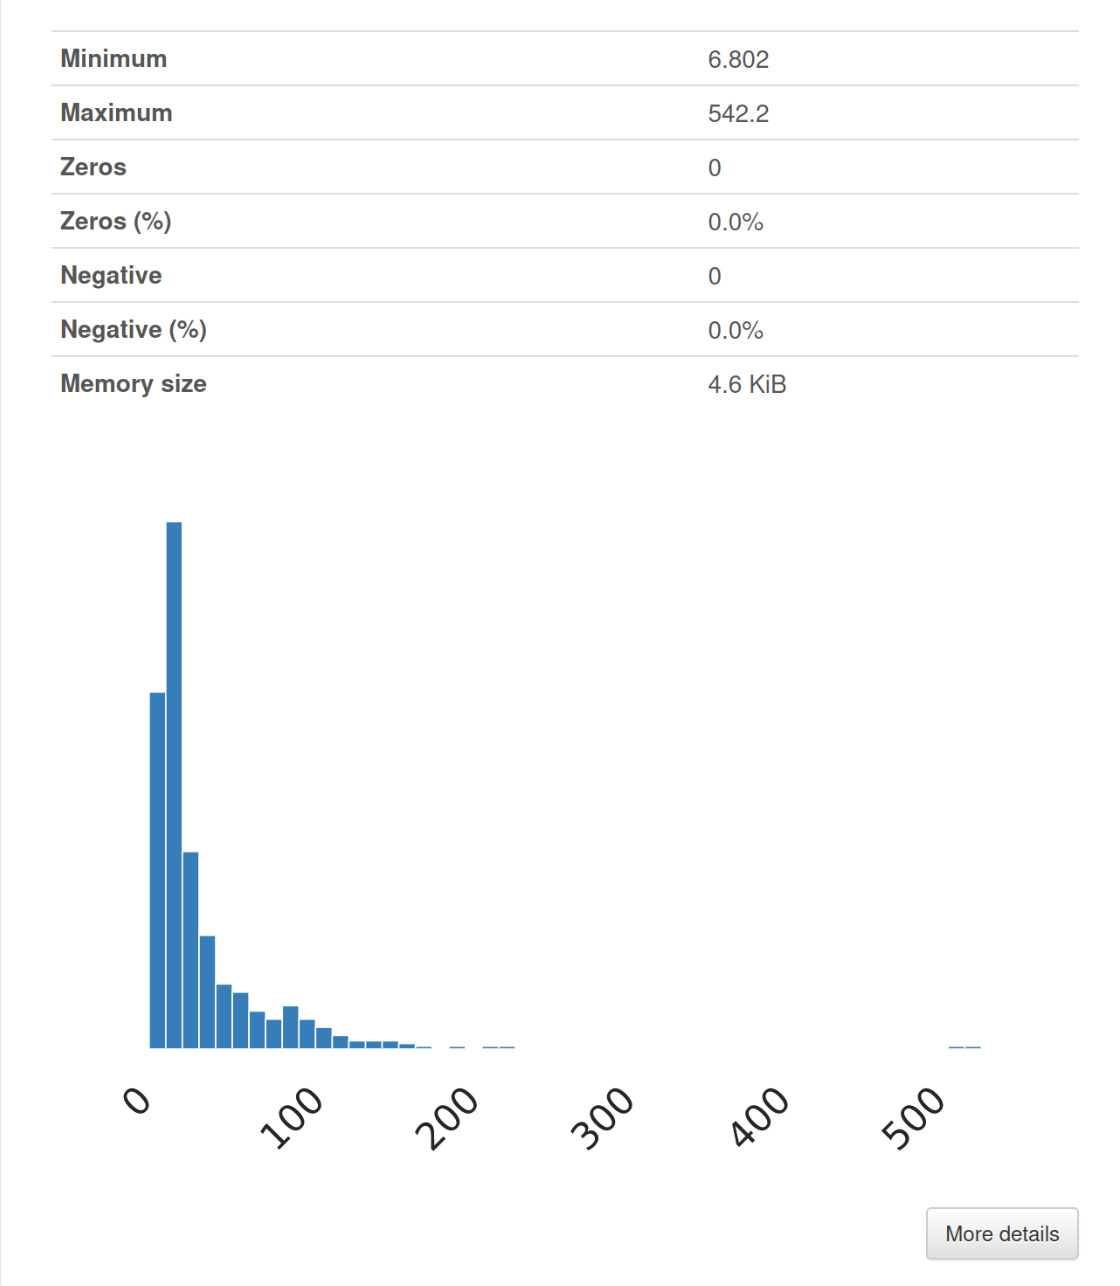 Minimum 6.802
Maximum 542.2
Zeros 0
Zeros (%) 0.0%
Negative 0
Negative (%) 0.0%
Memory size 4.6 KiB
0 100 200 300 400 500
More details